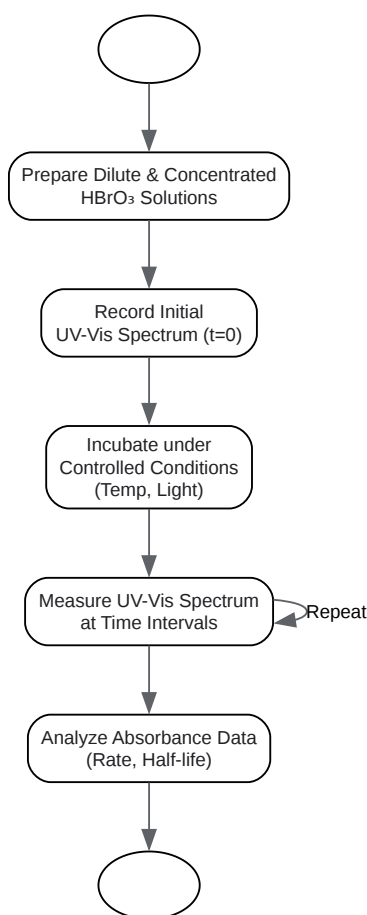 Prepare Dilute & Concentrated
HBrO₃ Solutions
Record Initial
UV-Vis Spectrum (t=0)
Incubate under
Controlled Conditions
(Temp, Light)
Measure UV-Vis Spectrum
at Time Intervals
Repeat
Analyze Absorbance Data
(Rate, Half-life)